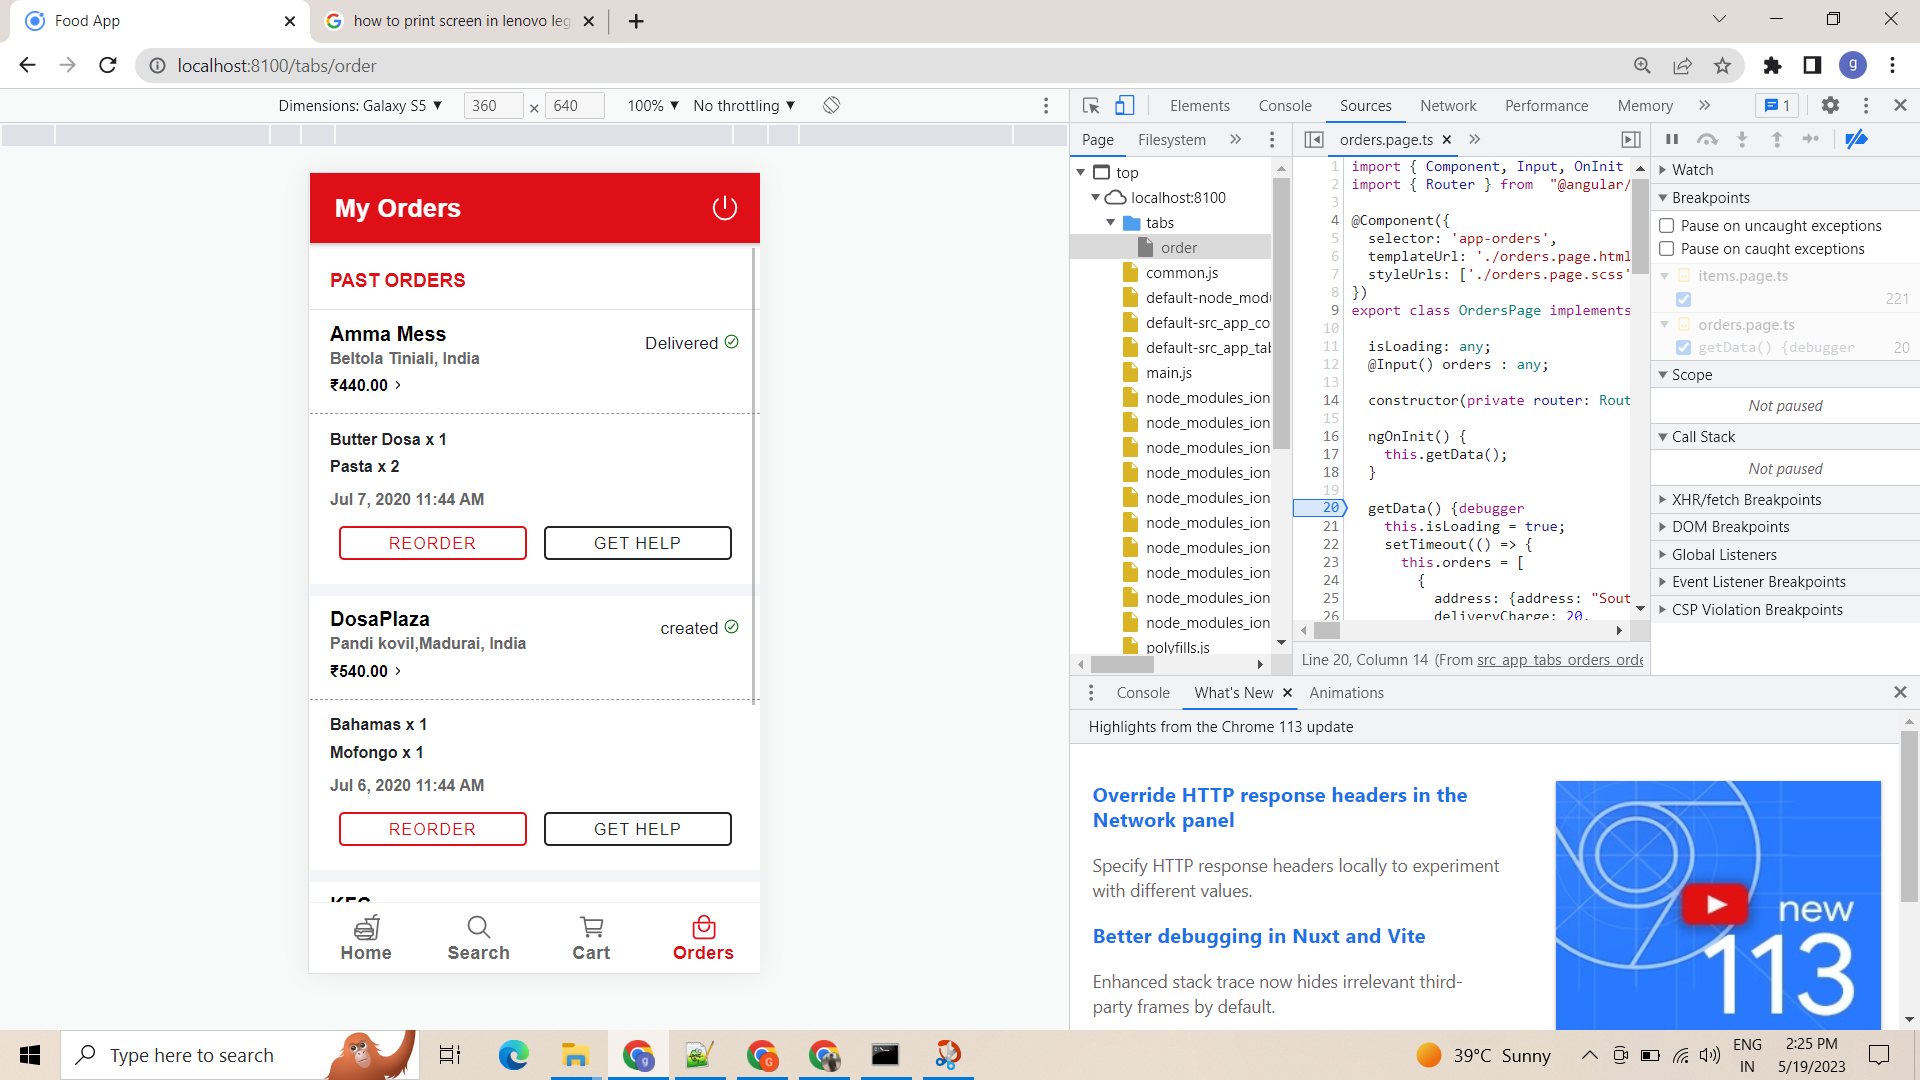 Food App
how to print screen in lenovo leg
localhost:8100/tabs/order
g
Dimensions: Galaxy S5 ▼ 360 × 640 100% ▼ No throttling ▼
My Orders
PAST ORDERS
Amma Mess
Delivered
Beltola Tiniali, India
₹440.00 ›
Butter Dosa x 1
Pasta x 2
Jul 7, 2020 11:44 AM
REORDER GET HELP
DosaPlaza
created
Pandi kovil,Madurai, India
₹540.00 ›
Bahamas x 1
Mofongo x 1
Jul 6, 2020 11:44 AM
REORDER GET HELP
KFC
Home Search Cart Orders
Elements Console Sources Network Performance Memory » 1
Page Filesystem »
top
localhost:8100
tabs
order
common.js
default-node_modu
default-src_app_co
default-src_app_tab
main.js
node_modules_ion
node_modules_ion
node_modules_ion
node_modules_ion
node_modules_ion
node_modules_ion
node_modules_ion
node_modules_ion
node_modules_ion
node_modules_ion
polyfills.js
orders.page.ts × »
1 import { Component, Input, OnInit
2 import { Router } from "@angular/
3
4 @Component({
5 selector: 'app-orders',
6 templateUrl: './orders.page.html
7 styleUrls: ['./orders.page.scss'
8 })
9 export class OrdersPage implements
10
11 isLoading: any;
12 @Input() orders : any;
13
14 constructor(private router: Rout
15
16 ngOnInit() {
17 this.getData();
18 }
19
20 getData() {debugger
21 this.isLoading = true;
22 setTimeout(() => {
23 this.orders = [
24 {
25 address: {address: "Sout
26 deliveryCharge: 20,
Line 20, Column 14 (From src_app_tabs_orders_orde
Watch
Breakpoints
Pause on uncaught exceptions
Pause on caught exceptions
items.page.ts
221
orders.page.ts
getData() {debugger 20
Scope
Not paused
Call Stack
Not paused
XHR/fetch Breakpoints
DOM Breakpoints
Global Listeners
Event Listener Breakpoints
CSP Violation Breakpoints
Console What's New × Animations
Highlights from the Chrome 113 update
Override HTTP response headers in the
Network panel
Specify HTTP response headers locally to experiment
with different values.
Better debugging in Nuxt and Vite
Enhanced stack trace now hides irrelevant third-
party frames by default.
new
113
Type here to search
g
G
39°C Sunny
ENG
IN
2:25 PM
5/19/2023